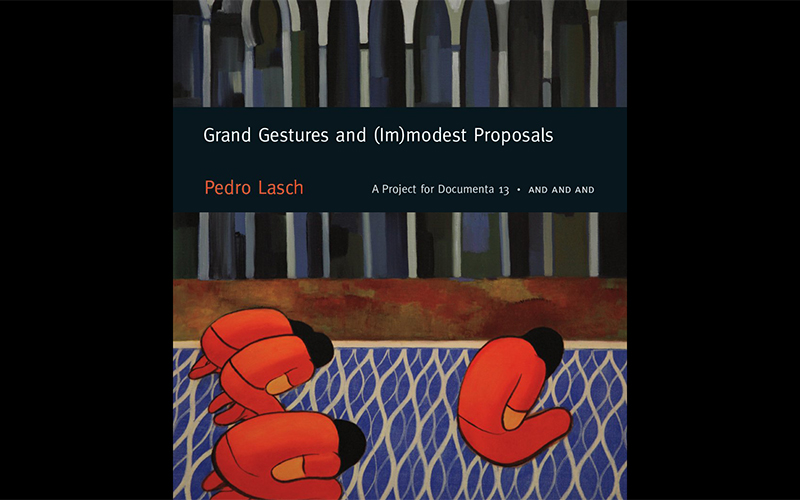 Grand Gestures and (Im)modest Proposals
Pedro Lasch
A Project for Documenta 13 • AND AND AND